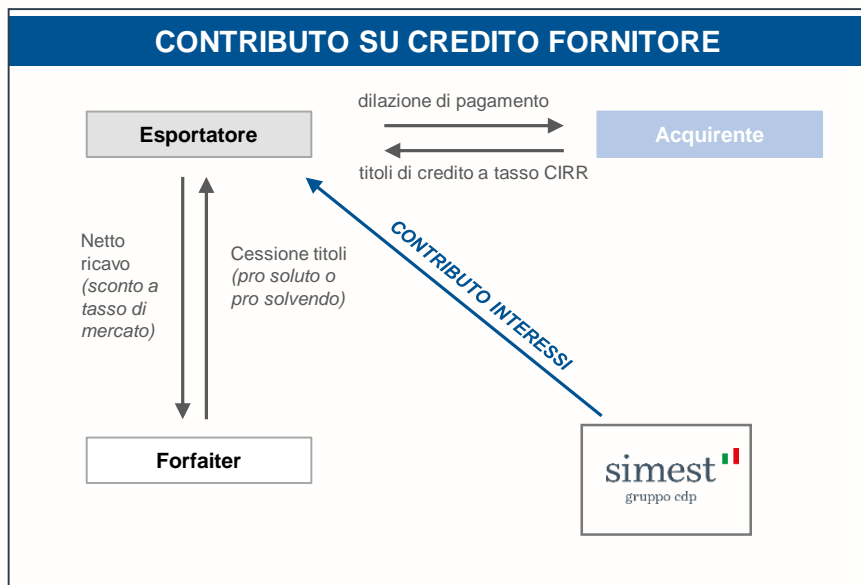 CONTRIBUTO SU CREDITO FORNITORE
dilazione di pagamento
Esportatore
Acquirente
titoli di credito a tasso CIRR
Netto
ricavo
(sconto a
tasso di
mercato)
Cessione titoli
(pro soluto o
pro solvendo)
CONTRIBUTO INTERESSI
Forfaiter
simest
gruppo cdp